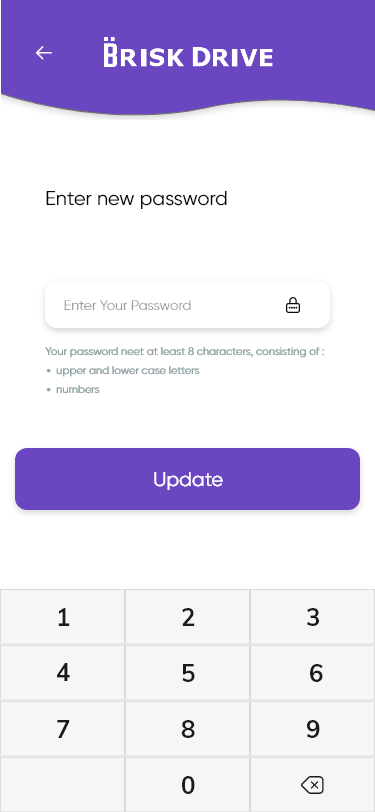 BRISK DRIVE
Enter new password
Enter Your Password
Your password neet at least 8 characters, consisting of :
• upper and lower case letters
• numbers
Update
1 2 3
4 5 6
7 8 9
0